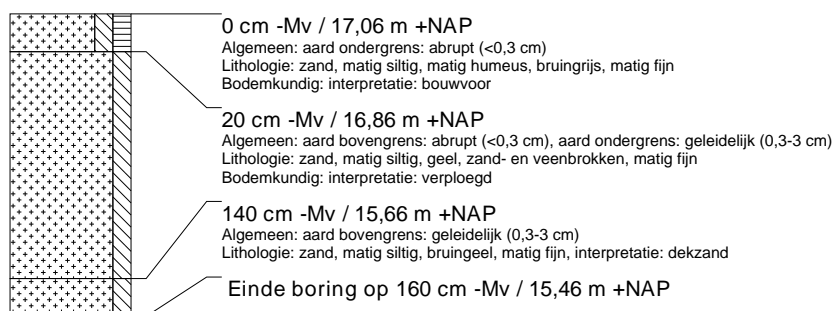 0 cm -Mv / 17,06 m +NAP
Algemeen: aard ondergrens: abrupt (<0,3 cm)
Lithologie: zand, matig siltig, matig humeus, bruingrijs, matig fijn
Bodemkundig: interpretatie: bouwvoor
20 cm -Mv / 16,86 m +NAP
Algemeen: aard bovengrens: abrupt (<0,3 cm), aard ondergrens: geleidelijk (0,3-3 cm)
Lithologie: zand, matig siltig, geel, zand- en veenbrokken, matig fijn
Bodemkundig: interpretatie: verploegd
140 cm -Mv / 15,66 m +NAP
Algemeen: aard bovengrens: geleidelijk (0,3-3 cm)
Lithologie: zand, matig siltig, bruingeel, matig fijn, interpretatie: dekzand
Einde boring op 160 cm -Mv / 15,46 m +NAP